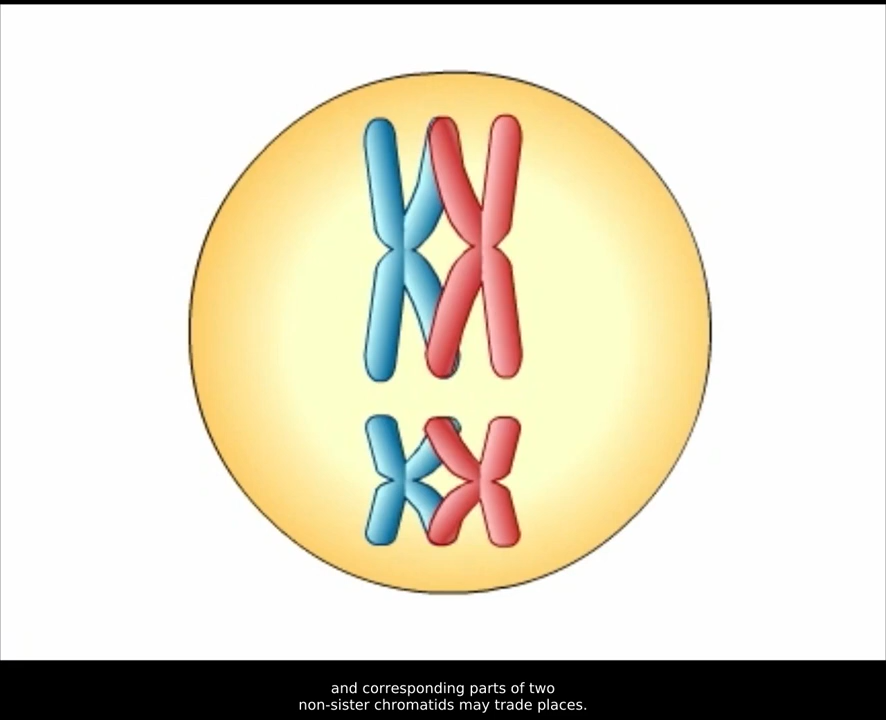 and corresponding parts of two
non-sister chromatids may trade places.